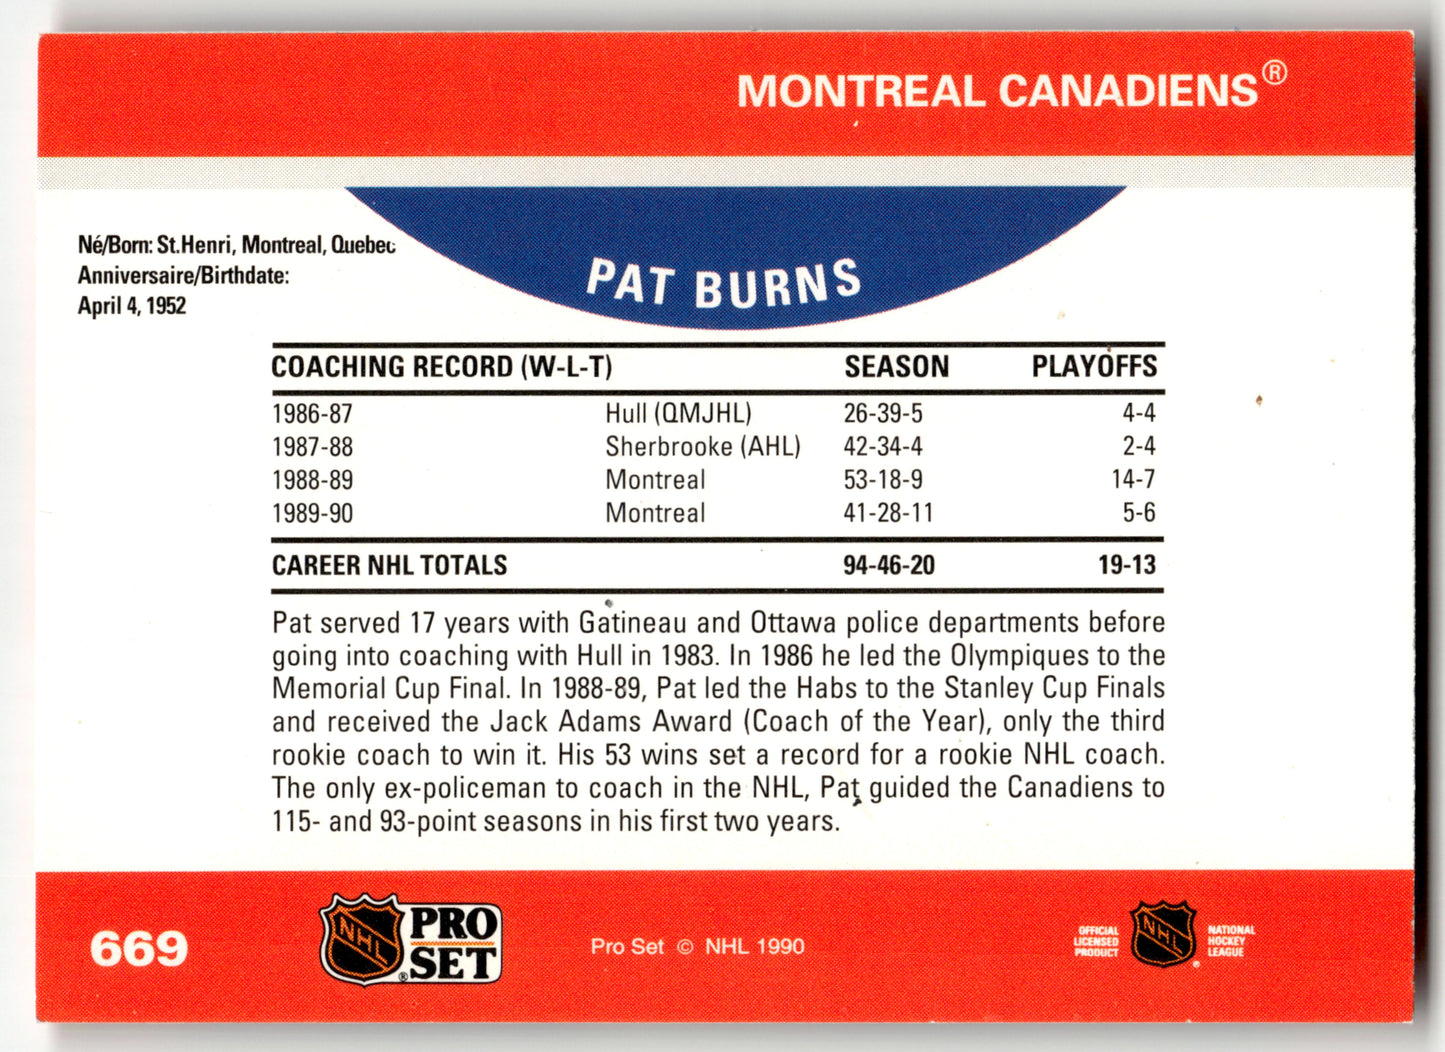 MONTREAL CANADIENS®
Né/Born: St.Henri, Montreal, Quebec
Anniversaire/Birthdate:
April 4, 1952
PAT BURNS
COACHING RECORD (W-L-T) SEASON PLAYOFFS
1986-87 Hull (QMJHL) 26-39-5 4-4
1987-88 Sherbrooke (AHL) 42-34-4 2-4
1988-89 Montreal 53-18-9 14-7
1989-90 Montreal 41-28-11 5-6
CAREER NHL TOTALS 94-46-20 19-13
Pat served 17 years with Gatineau and Ottawa police departments before
going into coaching with Hull in 1983. In 1986 he led the Olympiques to the
Memorial Cup Final. In 1988-89, Pat led the Habs to the Stanley Cup Finals
and received the Jack Adams Award (Coach of the Year), only the third
rookie coach to win it. His 53 wins set a record for a rookie NHL coach.
The only ex-policeman to coach in the NHL, Pat guided the Canadiens to
115- and 93-point seasons in his first two years.
669
NHL
PRO
SET
®
Pro Set © NHL 1990
OFFICIAL
LICENSED
PRODUCT
NHL
®
NATIONAL
HOCKEY
LEAGUE